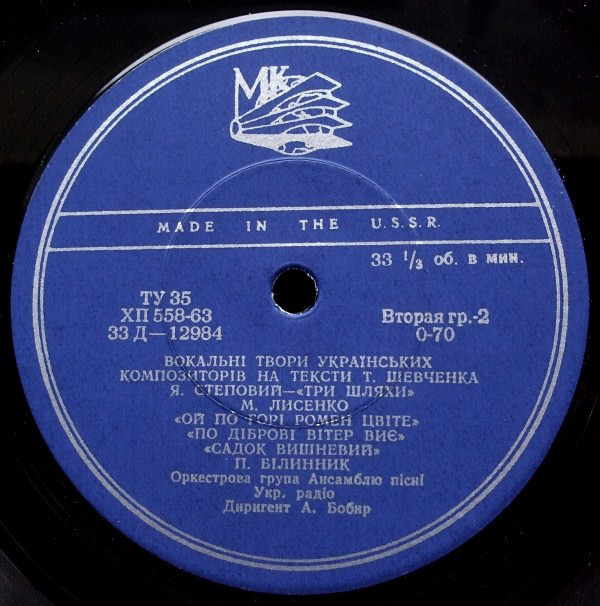 МК
MADE IN THE U.S.S.R.
33 1/3 об. в мин.
ТУ 35
ХП 558-63
33 Д—12984
Вторая гр.-2
0-70
ВОКАЛЬНІ ТВОРИ УКРАЇНСЬКИХ
КОМПОЗИТОРІВ НА ТЕКСТИ Т. ШЕВЧЕНКА
Я. СТЕПОВИЙ—«ТРИ ШЛЯХИ»
М. ЛИСЕНКО
«ОЙ ПО ГОРІ РОМЕН ЦВІТЕ»
«ПО ДІБРОВІ ВІТЕР ВИЄ»
«САДОК ВИШНЕВИЙ»
П. БІЛИННИК
Оркестрова група Ансамблю пісні
Укр. радіо
Диригент А. Бобир